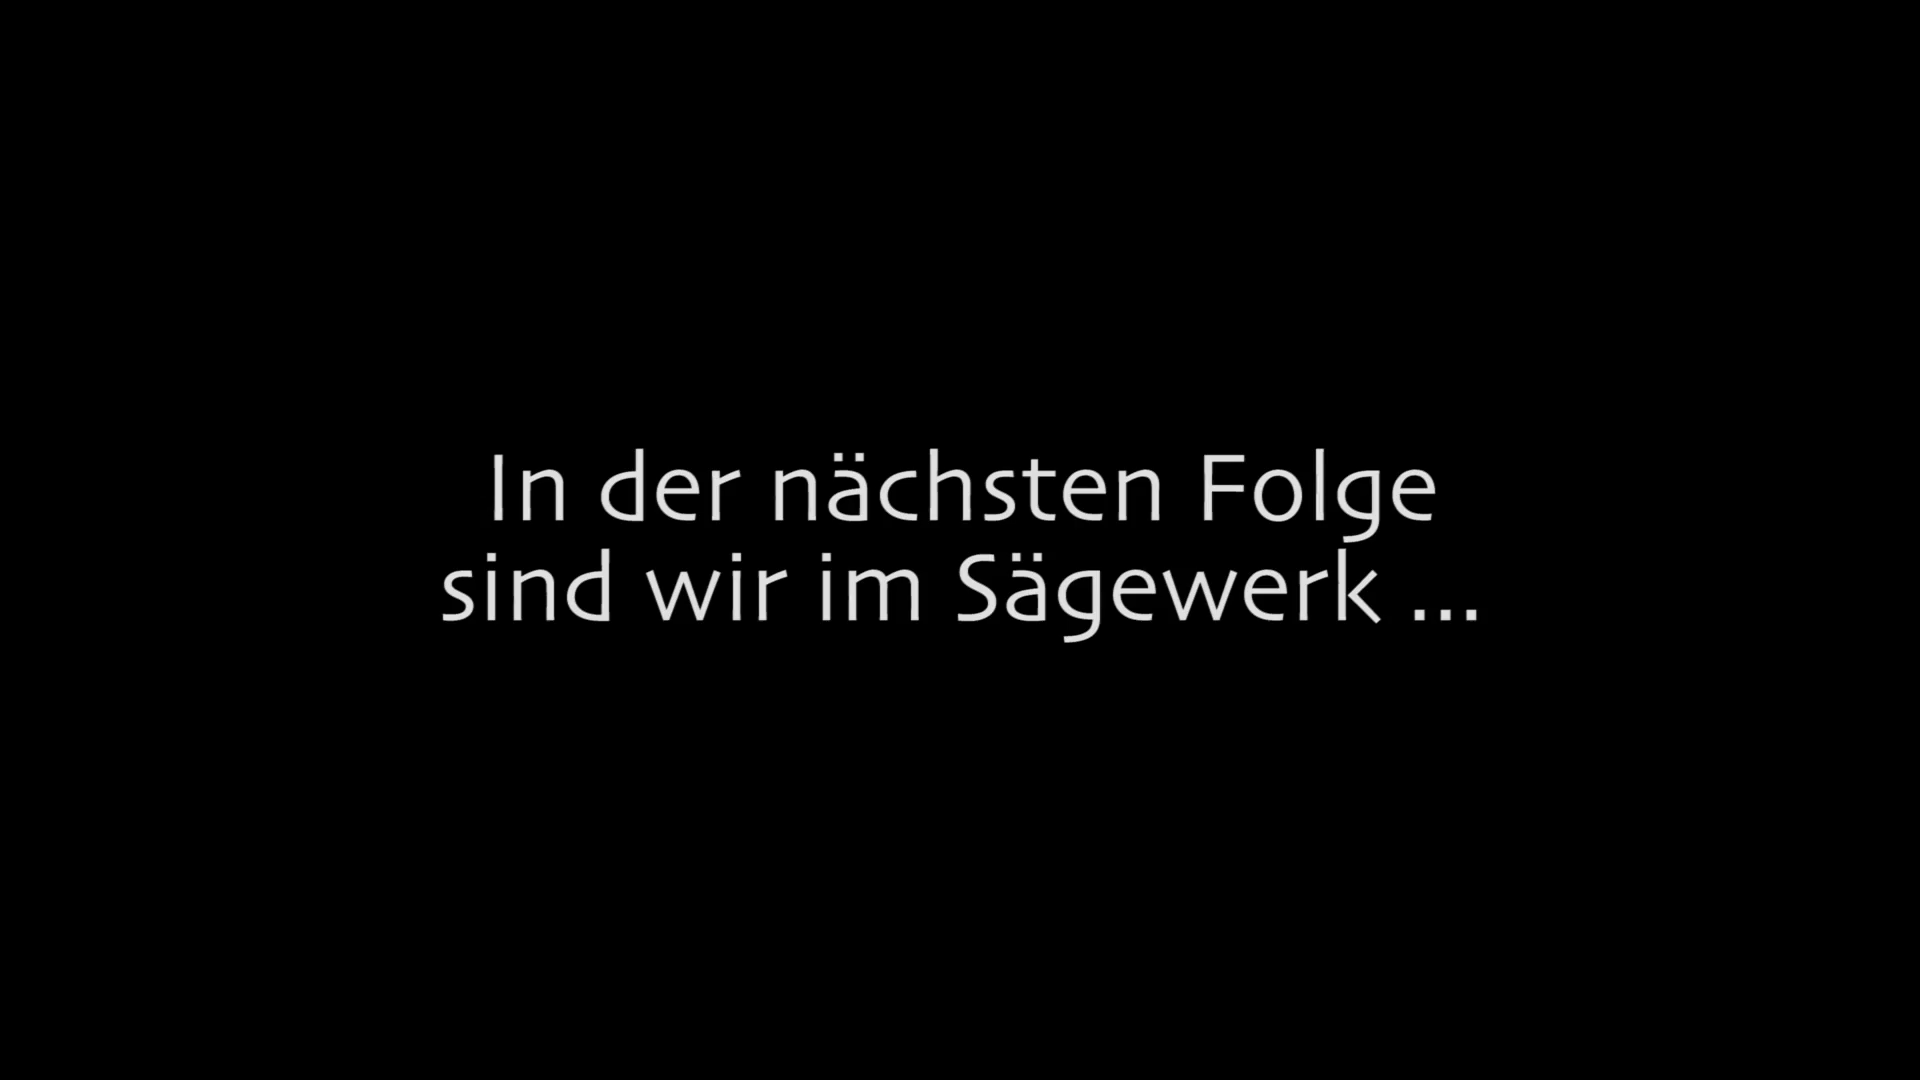 In der nächsten Folge
sind wir im Sägewerk ...